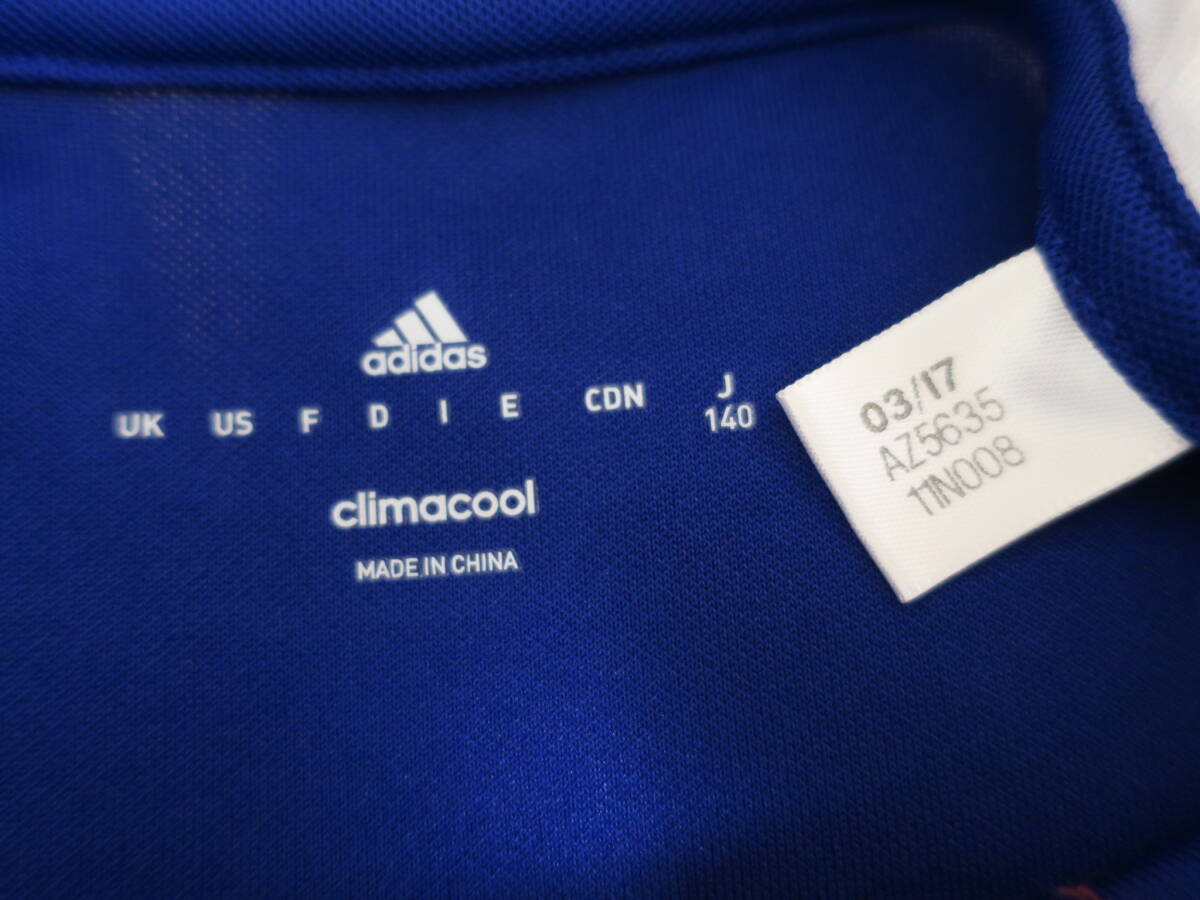 adidas
UK US F D I E CDN J
140
climacool
MADE IN CHINA
03/17
AZ5635
11N008